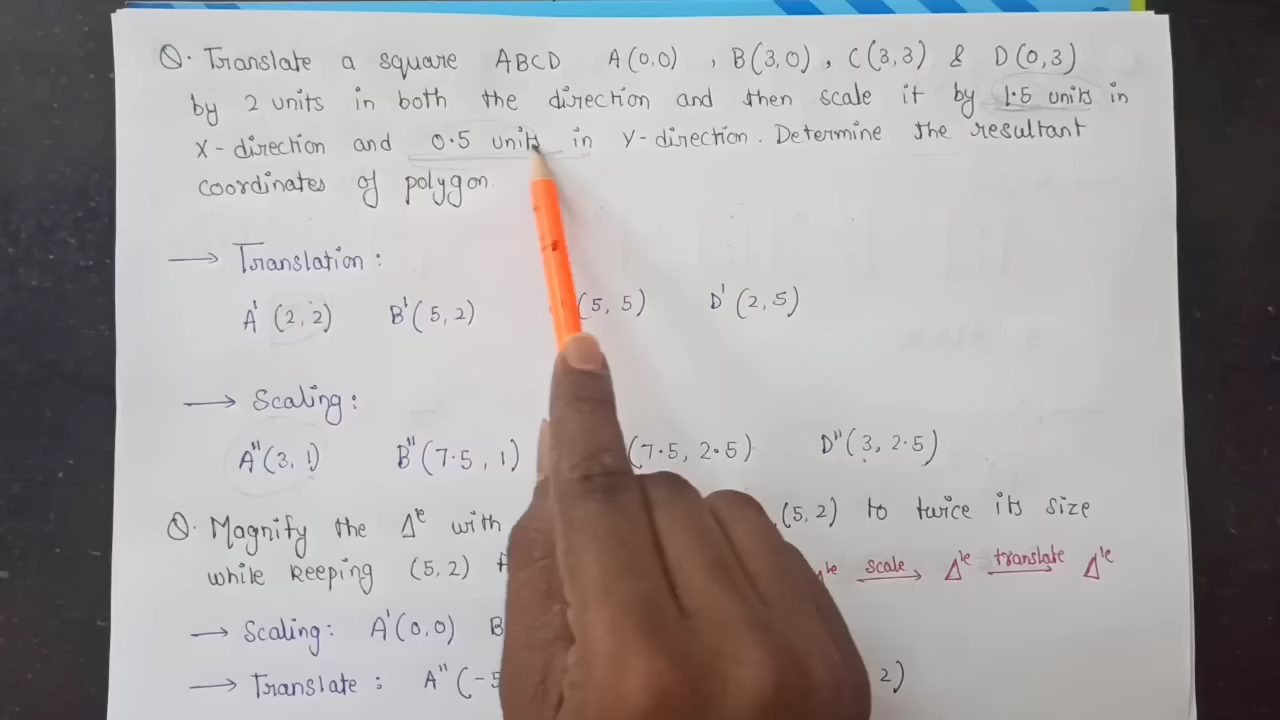 Q. Translate a square ABCD A(0,0) , B(3,0) , C(3,3) & D(0,3)
by 2 units in both the direction and then scale it by 1.5 units in
X-direction and 0.5 units in Y-direction. Determine the resultant
coordinates of polygon.
→ Translation :
A' (2,2) B' (5,2) (5,5) D' (2,5)
→ Scaling :
A"(3,1) B"(7.5,1) (7.5, 2.5) D"(3, 2.5)
Q. Magnify the Δle with (5,2) to twice its size
while keeping (5,2)
Δle scale→ Δle translate→ Δle
→ Scaling : A'(0,0) B
→ Translate : A"(-5 2)